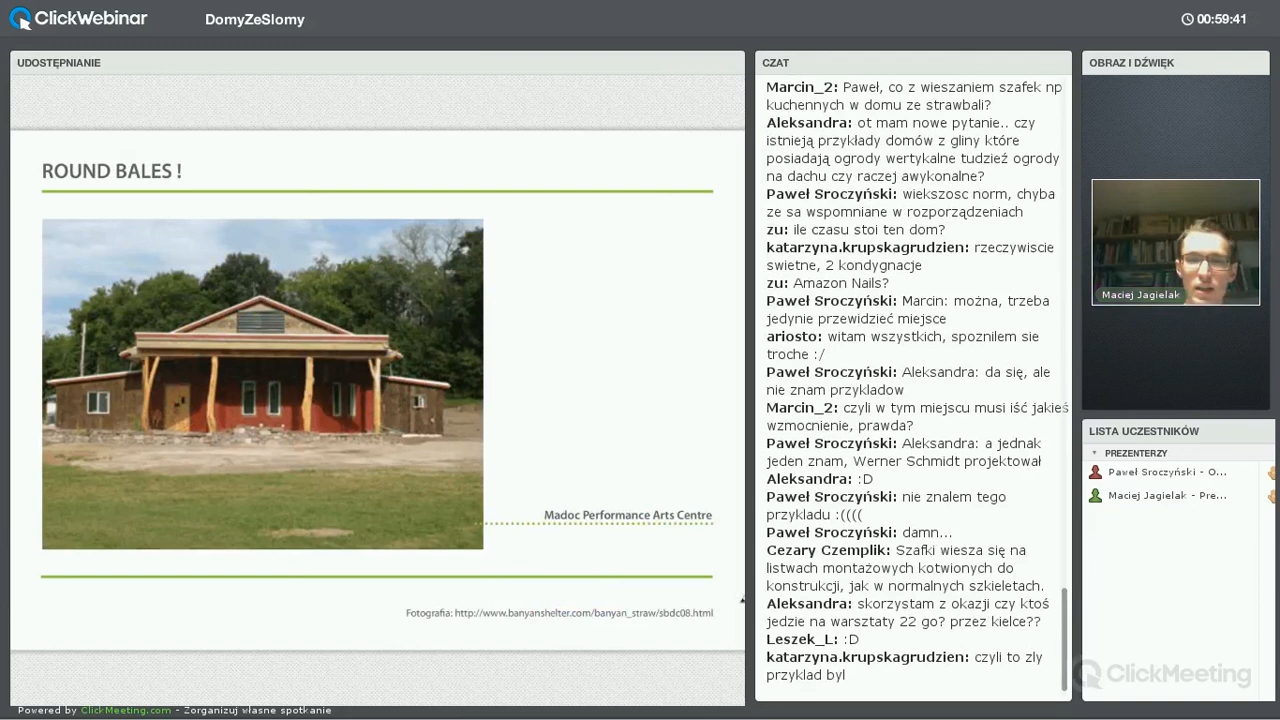 ClickWebinar
DomyZeSlomy
00:59:41
UDOSTĘPNIANIE
ROUND BALES !
Madoc Performance Arts Centre
Fotografia: http://www.banyanshelter.com/banyan_straw/sbdc08.html
CZAT
Marcin_2: Paweł, co z wieszaniem szafek np
kuchennych w domu ze strawbali?
Aleksandra: ot mam nowe pytanie.. czy
istnieją przykłady domów z gliny które
posiadają ogrody wertykalne tudzież ogrody
na dachu czy raczej awykonalne?
Paweł Sroczyński: wiekszosc norm, chyba
ze sa wspomniane w rozporządzeniach
zu: ile czasu stoi ten dom?
katarzyna.krupskagrudzien: rzeczywiscie
swietne, 2 kondygnacje
zu: Amazon Nails?
Paweł Sroczyński: Marcin: można, trzeba
jedynie przewidzieć miejsce
ariosto: witam wszystkich, spoznilem sie
troche :/
Paweł Sroczyński: Aleksandra: da się, ale
nie znam przykladow
Marcin_2: czyli w tym miejscu musi iść jakieś
wzmocnienie, prawda?
Paweł Sroczyński: Aleksandra: a jednak
jeden znam, Werner Schmidt projektował
Aleksandra: :D
Paweł Sroczyński: nie znalem tego
przykladu :((((
Paweł Sroczyński: damn...
Cezary Czemplik: Szafki wiesza się na
listwach montażowych kotwionych do
konstrukcji, jak w normalnych szkieletach.
Aleksandra: skorzystam z okazji czy ktoś
jedzie na warsztaty 22 go? przez kielce??
Leszek_L: :D
katarzyna.krupskagrudzien: czyli to zly
przyklad byl
OBRAZ I DŹWIĘK
Maciej Jagielak
LISTA UCZESTNIKÓW
PREZENTERZY
Paweł Sroczyński - O...
Maciej Jagielak - Pre...
ClickMeeting
Powered by ClickMeeting.com - Zorganizuj własne spotkanie